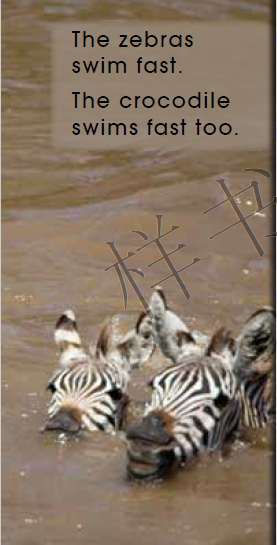 The zebras
swim fast.
The crocodile
swims fast too.
样书